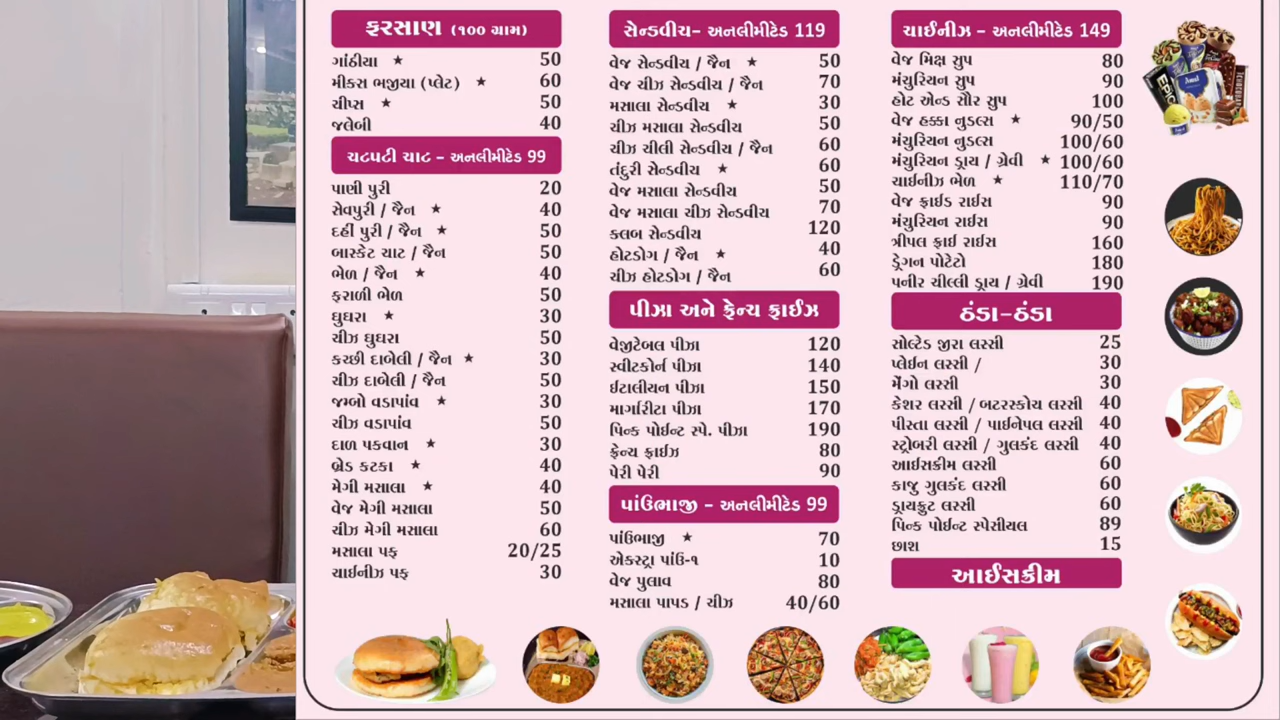 ફરસાણ (૧૦૦ ગ્રામ)
ગાંઠીયા ★ 50
મીકસ ભજીયા (પ્લેટ) ★ 60
ચીપ્સ ★ 50
જલેબી 40
ચટપટી ચાટ - અનલીમીટેડ 99
પાણી પુરી 20
સેવપુરી / જૈન ★ 40
દહીં પુરી / જૈન ★ 50
બાસ્કેટ ચાટ / જૈન 50
ભેળ / જૈન ★ 40
ફરાળી ભેળ 50
ઘુઘરા ★ 30
ચીઝ ઘુઘરા 50
કચ્છી દાબેલી / જૈન ★ 30
ચીઝ દાબેલી / જૈન 50
જમ્બો વડાપાંવ ★ 30
ચીઝ વડાપાંવ 50
દાળ પકવાન ★ 30
બ્રેડ કટકા ★ 40
મેગી મસાલા ★ 40
વેજ મેગી મસાલા 50
ચીઝ મેગી મસાલા 60
મસાલા પફ 20/25
ચાઈનીઝ પફ 30
સેન્ડવીચ- અનલીમીટેડ 119
વેજ સેન્ડવીચ / જૈન ★ 50
વેજ ચીઝ સેન્ડવીચ / જૈન 70
મસાલા સેન્ડવીચ ★ 30
ચીઝ મસાલા સેન્ડવીચ 50
ચીઝ ચીલી સેન્ડવીચ / જૈન 60
તંદુરી સેન્ડવીચ ★ 60
વેજ મસાલા સેન્ડવીચ 50
વેજ મસાલા ચીઝ સેન્ડવીચ 70
ક્લબ સેન્ડવીચ 120
હોટડોગ / જૈન ★ 40
ચીઝ હોટડોગ / જૈન 60
પીઝા અને ફ્રેન્ચ ફ્રાઈઝ
વેજીટેબલ પીઝા 120
સ્વીટકોર્ન પીઝા 140
ઈટાલીયન પીઝા 150
માર્ગારીટા પીઝા 170
પિન્ક પોઈન્ટ સ્પે. પીઝા 190
ફ્રેન્ચ ફ્રાઈઝ 80
પેરી પેરી 90
પાંઉભાજી - અનલીમીટેડ 99
પાંઉભાજી ★ 70
એક્સ્ટ્રા પાંઉ-૧ 10
વેજ પુલાવ 80
મસાલા પાપડ / ચીઝ 40/60
ચાઈનીઝ - અનલીમીટેડ 149
વેજ મિક્ષ સુપ 80
મંચુરિયન સુપ 90
હોટ એન્ડ સૌર સુપ 100
વેજ હક્કા નુડલ્સ ★ 90/50
મંચુરિયન નુડલ્સ 100/60
મંચુરિયન ડ્રાય / ગ્રેવી ★ 100/60
ચાઈનીઝ ભેળ ★ 110/70
વેજ ફ્રાઈડ રાઈસ 90
મંચુરિયન રાઈસ 90
ત્રીપલ ફ્રાઈ રાઈસ 160
ડ્રેગન પોટેટો 180
પનીર ચીલ્લી ડ્રાય / ગ્રેવી 190
ઠંડા-ઠંડા
સોલ્ટેડ જીરા લસ્સી 25
પ્લેઈન લસ્સી / 30
મેંગો લસ્સી 30
કેશર લસ્સી / બટરસ્કોચ લસ્સી 40
પીસ્તા લસ્સી / પાઈનેપલ લસ્સી 40
સ્ટ્રોબરી લસ્સી / ગુલકંદ લસ્સી 40
આઈસક્રીમ લસ્સી 60
કાજુ ગુલકંદ લસ્સી 60
ડ્રાયફ્રુટ લસ્સી 60
પિન્ક પોઈન્ટ સ્પેસીયલ 89
છાશ 15
આઈસક્રીમ
EPIC
Amul